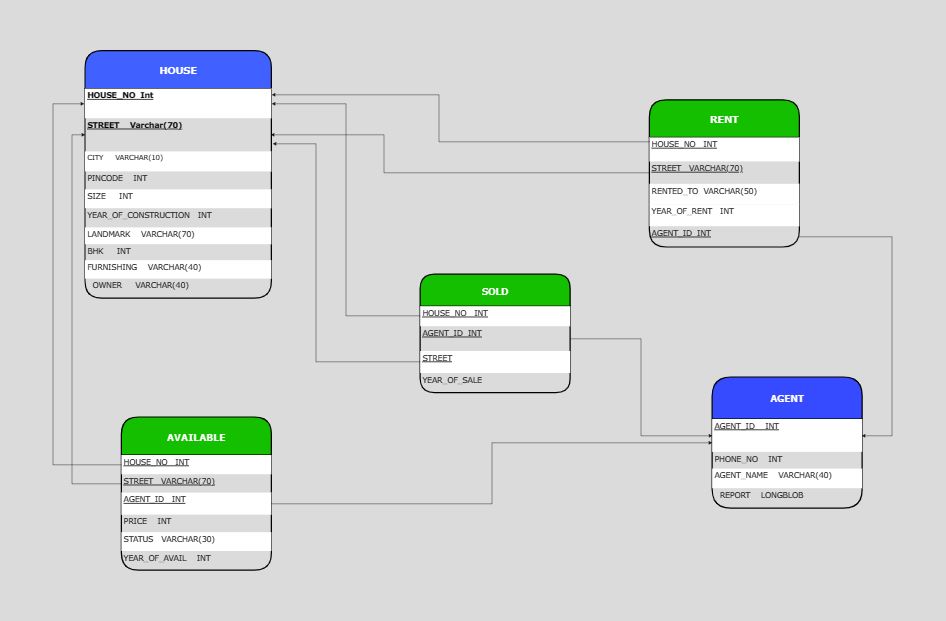 HOUSE
HOUSE_NO Int
STREET Varchar(70)
CITY VARCHAR(10)
PINCODE INT
SIZE INT
YEAR_OF_CONSTRUCTION INT
LANDMARK VARCHAR(70)
BHK INT
FURNISHING VARCHAR(40)
OWNER VARCHAR(40)
RENT
HOUSE_NO INT
STREET VARCHAR(70)
RENTED_TO VARCHAR(50)
YEAR_OF_RENT INT
AGENT_ID INT
SOLD
HOUSE_NO INT
AGENT_ID INT
STREET
YEAR_OF_SALE
AGENT
AGENT_ID INT
PHONE_NO INT
AGENT_NAME VARCHAR(40)
REPORT LONGBLOB
AVAILABLE
HOUSE_NO INT
STREET VARCHAR(70)
AGENT_ID INT
PRICE INT
STATUS VARCHAR(30)
YEAR_OF_AVAIL INT